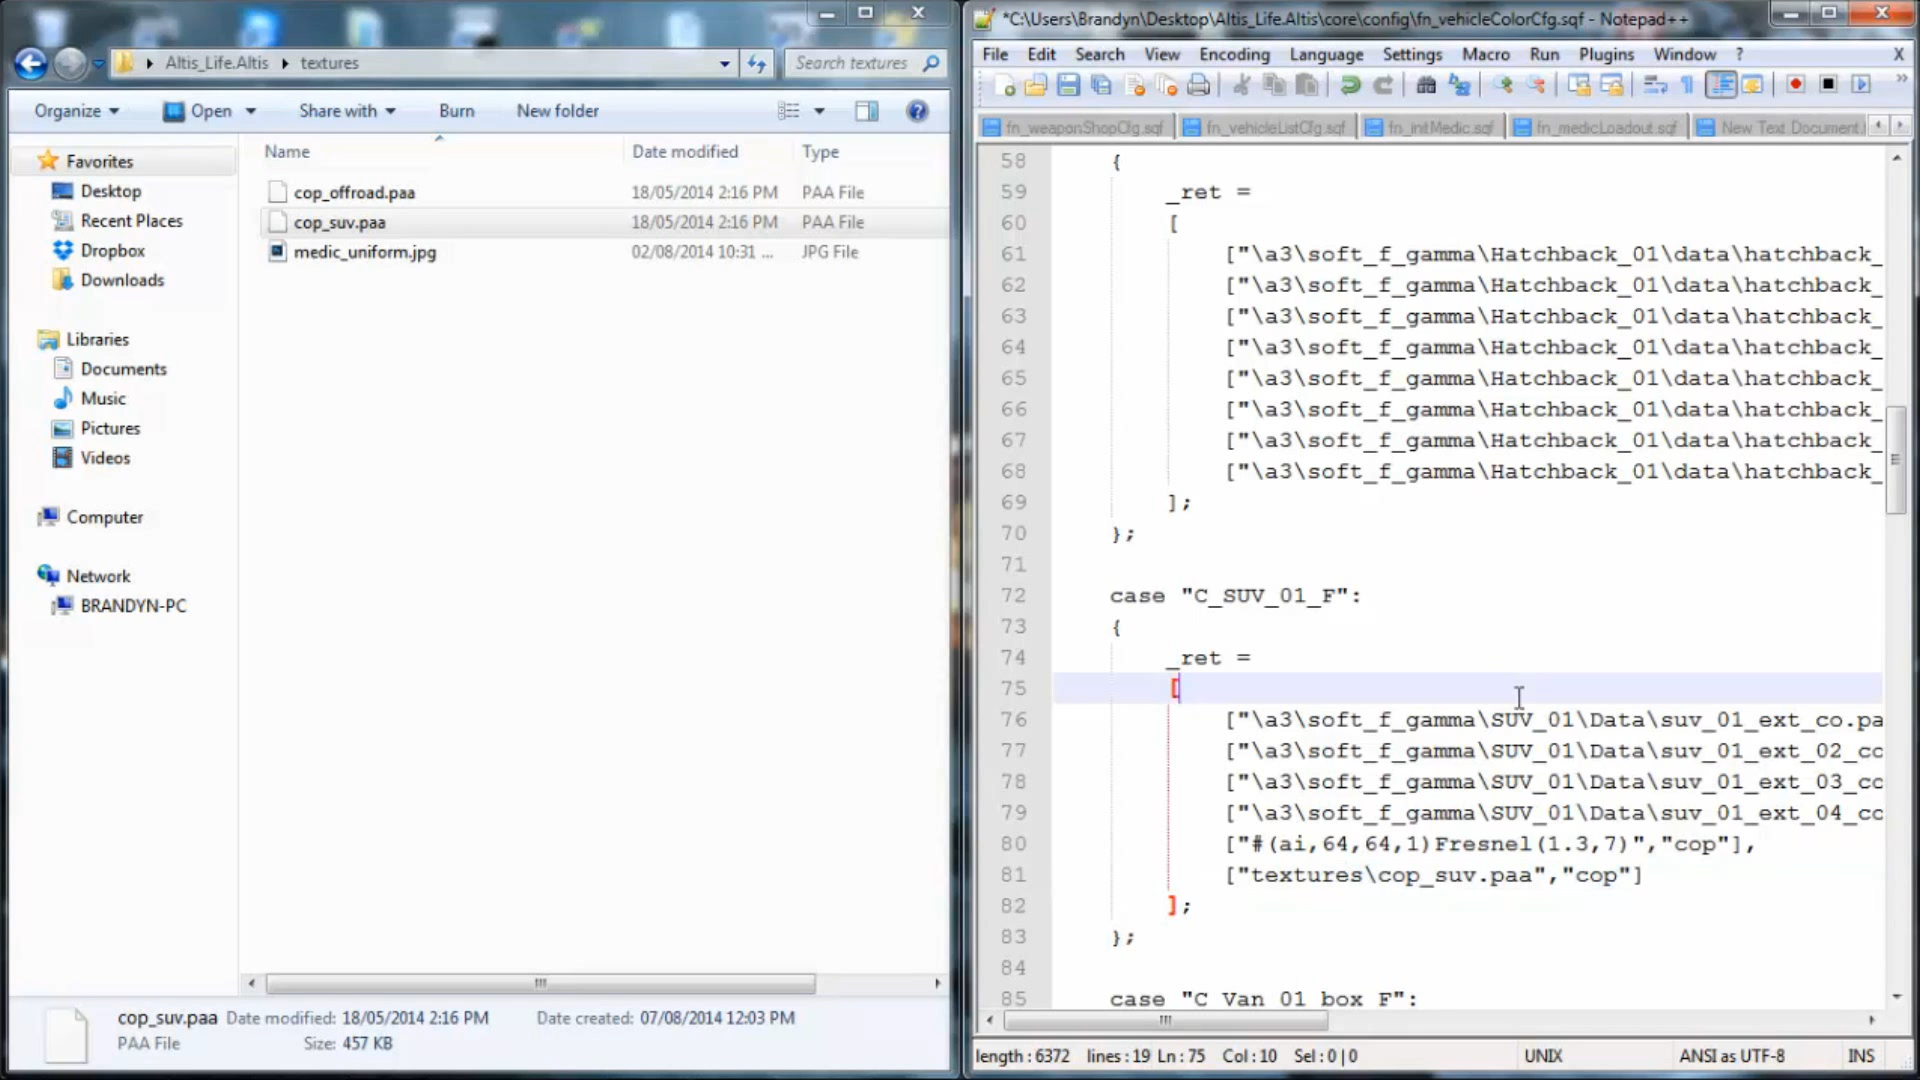 Altis_Life.Altis textures
Search textures
Organize Open Share with Burn New folder
Favorites
Desktop
Recent Places
Dropbox
Downloads
Libraries
Documents
Music
Pictures
Videos
Computer
Network
BRANDYN-PC
Name Date modified Type
cop_offroad.paa 18/05/2014 2:16 PM PAA File
cop_suv.paa 18/05/2014 2:16 PM PAA File
medic_uniform.jpg 02/08/2014 10:31 ... JPG File
cop_suv.paa Date modified: 18/05/2014 2:16 PM Date created: 07/08/2014 12:03 PM
PAA File Size: 457 KB
*C:\Users\Brandyn\Desktop\Altis_Life.Altis\core\config\fn_vehicleColorCfg.sqf - Notepad++
File Edit Search View Encoding Language Settings Macro Run Plugins Window ? X
fn_weaponShopCfg.sqf fn_vehicleListCfg.sqf fn_initMedic.sqf fn_medicLoadout.sqf New Text Document.
58 {
59 _ret =
60 [
61 ["\a3\soft_f_gamma\Hatchback_01\data\hatchback_
62 ["\a3\soft_f_gamma\Hatchback_01\data\hatchback_
63 ["\a3\soft_f_gamma\Hatchback_01\data\hatchback_
64 ["\a3\soft_f_gamma\Hatchback_01\data\hatchback_
65 ["\a3\soft_f_gamma\Hatchback_01\data\hatchback_
66 ["\a3\soft_f_gamma\Hatchback_01\data\hatchback_
67 ["\a3\soft_f_gamma\Hatchback_01\data\hatchback_
68 ["\a3\soft_f_gamma\Hatchback_01\data\hatchback_
69 ];
70 };
71
72 case "C_SUV_01_F":
73 {
74 _ret =
75 [
76 ["\a3\soft_f_gamma\SUV_01\Data\suv_01_ext_co.pa
77 ["\a3\soft_f_gamma\SUV_01\Data\suv_01_ext_02_co
78 ["\a3\soft_f_gamma\SUV_01\Data\suv_01_ext_03_co
79 ["\a3\soft_f_gamma\SUV_01\Data\suv_01_ext_04_co
80 ["#(ai,64,64,1)Fresnel(1.3,7)","cop"],
81 ["textures\cop_suv.paa","cop"]
82 ];
83 };
84
85 case "C_Van_01_box_F":
length : 6372 lines : 19 Ln : 75 Col : 10 Sel : 0 | 0 UNIX ANSI as UTF-8 INS